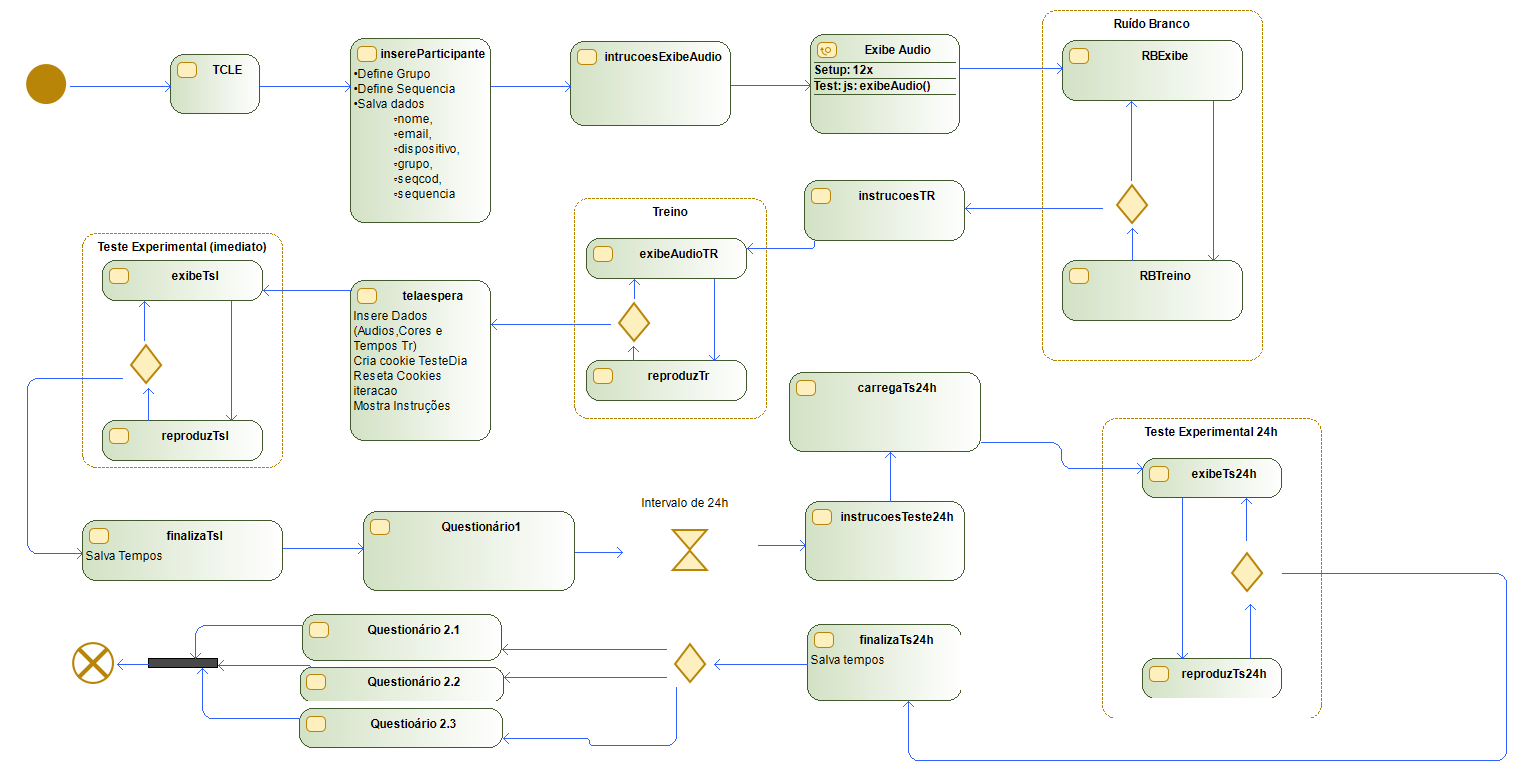 TCLE
insereParticipante
•Define Grupo
•Define Sequencia
•Salva dados
▫nome,
▫email,
▫dispositivo,
▫grupo,
▫seqcod,
▫sequencia
intrucoesExibeAudio
Exibe Audio
Setup: 12x
Test: js: exibeAudio()
Ruído Branco
RBExibe
RBTreino
instrucoesTR
Treino
exibeAudioTR
reproduzTr
telaespera
Insere Dados
(Audios,Cores e
Tempos Tr)
Cria cookie TesteDia
Reseta Cookies
iteracao
Mostra Instruções
Teste Experimental (imediato)
exibeTsI
reproduzTsI
finalizaTsI
Salva Tempos
Questionário1
Intervalo de 24h
instrucoesTeste24h
carregaTs24h
Teste Experimental 24h
exibeTs24h
reproduzTs24h
finalizaTs24h
Salva tempos
Questionário 2.1
Questionário 2.2
Questioário 2.3